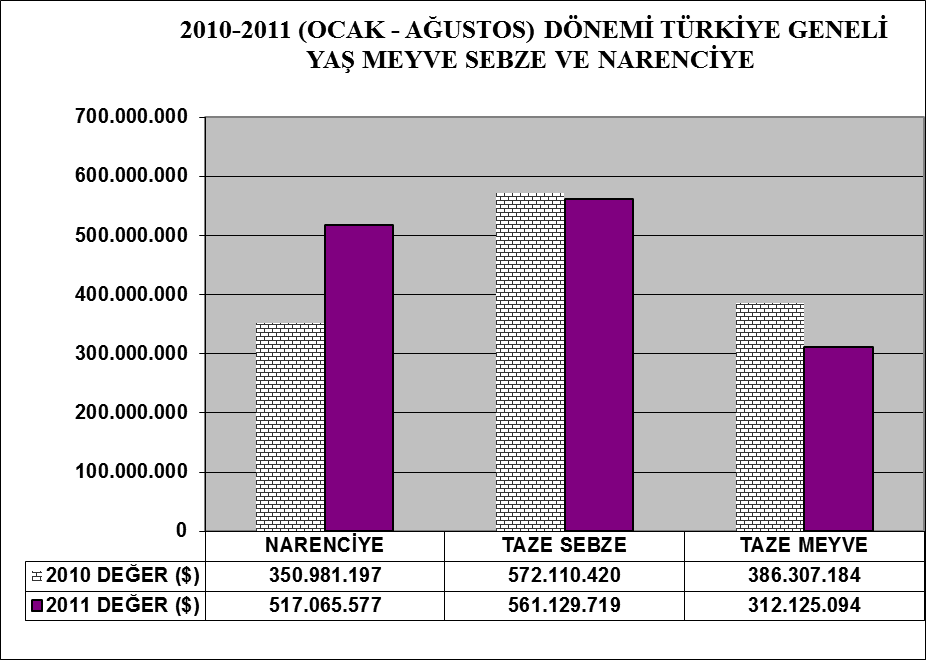 2010-2011 (OCAK - AĞUSTOS) DÖNEMİ TÜRKİYE GENELİ
YAŞ MEYVE SEBZE VE NARENCİYE
700.000.000
600.000.000
500.000.000
400.000.000
300.000.000
200.000.000
100.000.000
0
NARENCİYE TAZE SEBZE TAZE MEYVE
2010 DEĞER ($) 350.981.197 572.110.420 386.307.184
2011 DEĞER ($) 517.065.577 561.129.719 312.125.094